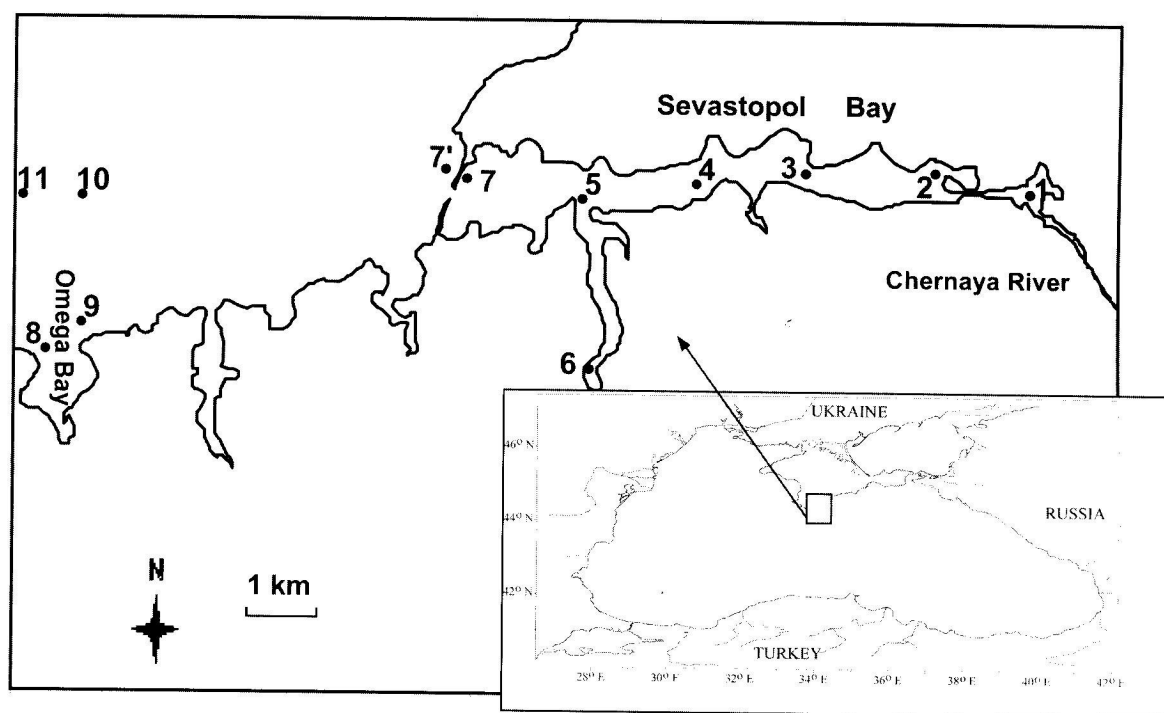 Sevastopol Bay
7'
7
5
4
3
2
1
11
10
Chernaya River
Omega Bay
9
8
6
N
1 km
UKRAINE
46° N
44° N
RUSSIA
42° N
TURKEY
28° E 30° E 32° E 34° E 36° E 38° E 40° E 42° E